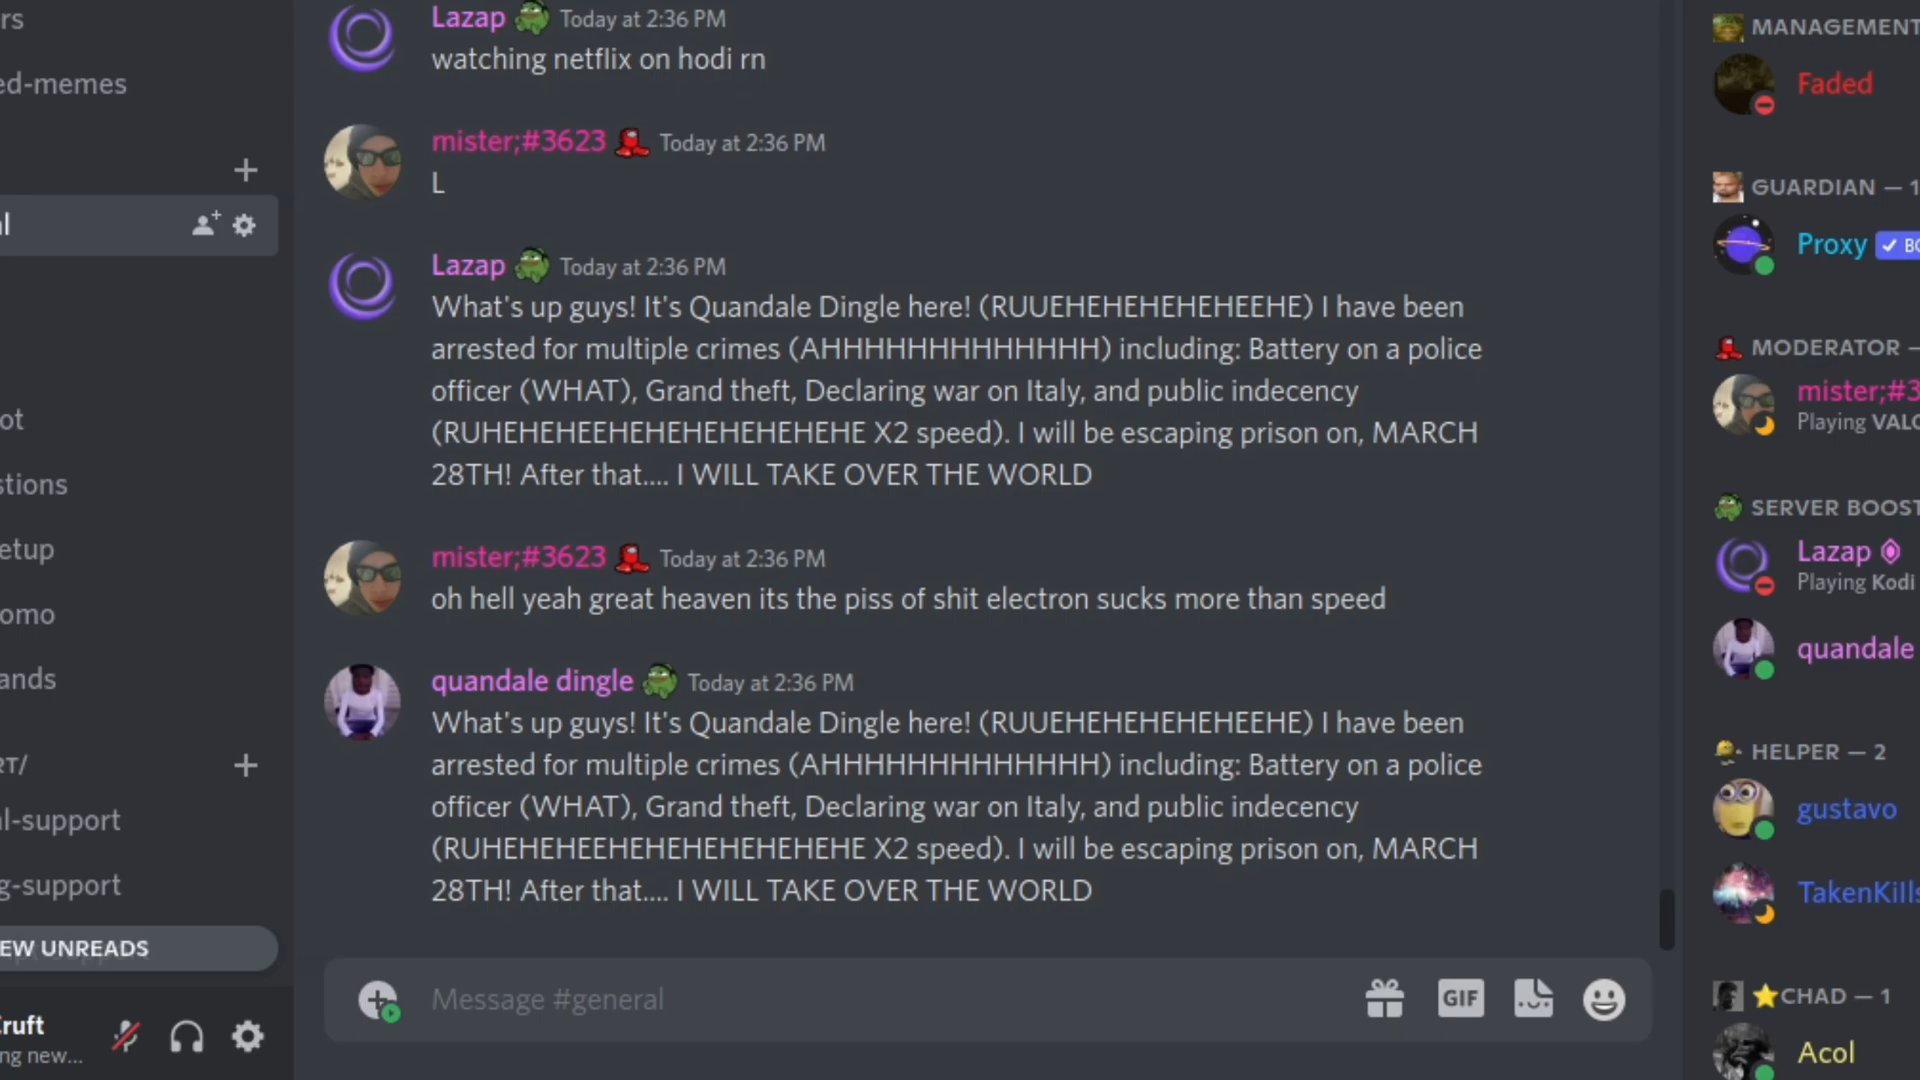 rs
ed-memes
al
ot
stions
etup
omo
ands
RT/
al-support
g-support
EW UNREADS
Cruft
ng new...
Lazap Today at 2:36 PM
watching netflix on hodi rn
mister;#3623 Today at 2:36 PM
L
Lazap Today at 2:36 PM
What's up guys! It's Quandale Dingle here! (RUUEHEHEHEHEHEEHE) I have been
arrested for multiple crimes (AHHHHHHHHHHHHHH) including: Battery on a police
officer (WHAT), Grand theft, Declaring war on Italy, and public indecency
(RUHEHEHEEHEHEHEHEHEHEHE X2 speed). I will be escaping prison on, MARCH
28TH! After that.... I WILL TAKE OVER THE WORLD
mister;#3623 Today at 2:36 PM
oh hell yeah great heaven its the piss of shit electron sucks more than speed
quandale dingle Today at 2:36 PM
What's up guys! It's Quandale Dingle here! (RUUEHEHEHEHEHEEHE) I have been
arrested for multiple crimes (AHHHHHHHHHHHHHH) including: Battery on a police
officer (WHAT), Grand theft, Declaring war on Italy, and public indecency
(RUHEHEHEEHEHEHEHEHEHEHE X2 speed). I will be escaping prison on, MARCH
28TH! After that.... I WILL TAKE OVER THE WORLD
Message #general
GIF
MANAGEMENT
Faded
GUARDIAN — 1
Proxy ✓ BO
MODERATOR —
mister;#3
Playing VALO
SERVER BOOST
Lazap
Playing Kodi
quandale
HELPER — 2
gustavo
TakenKills
⭐CHAD — 1
Acol